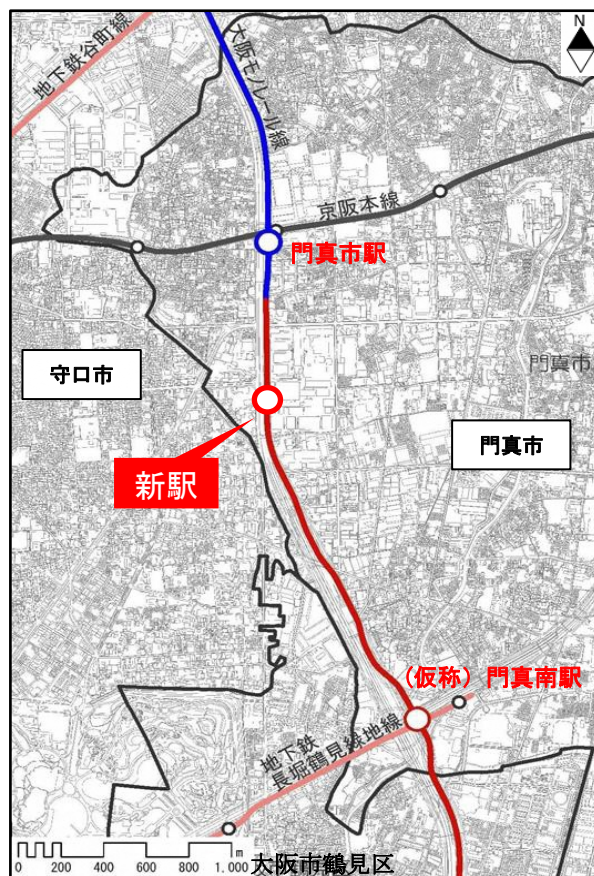 N
地下鉄谷町線
大阪モノレール線
京阪本線
門真市駅
守口市
門真市
門真市
新駅
(仮称) 門真南駅
地下鉄
長堀鶴見緑地線
0 200 400 600 800 1,000 m
大阪市鶴見区